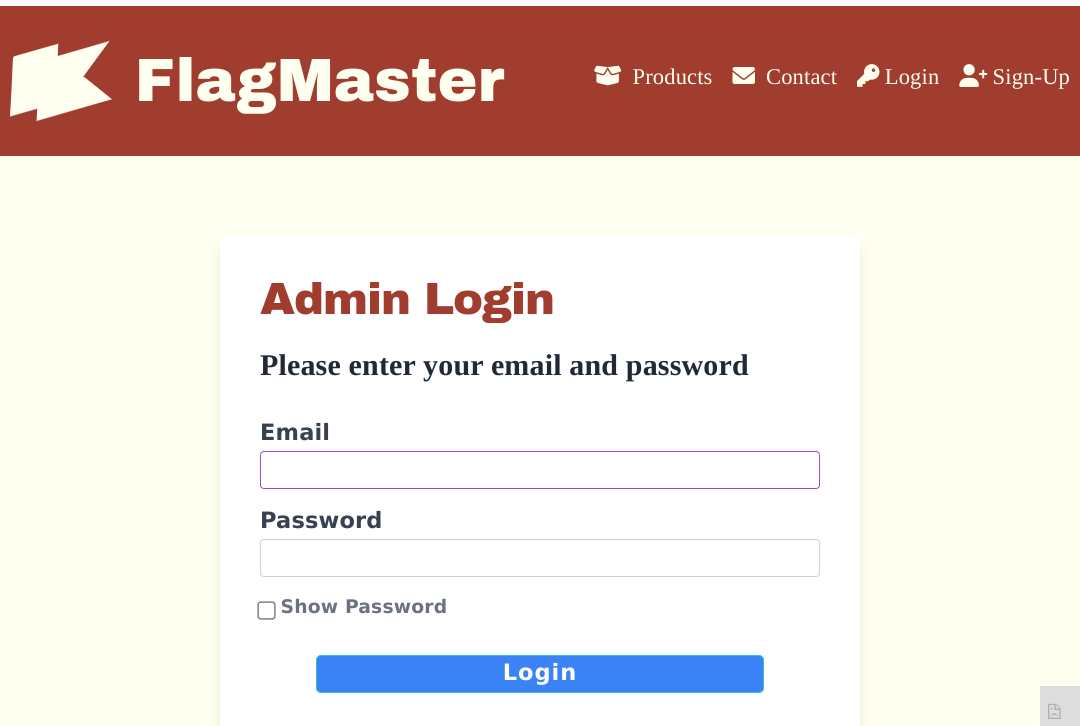 FlagMaster
Products Contact Login Sign-Up
Admin Login
Please enter your email and password
Email
Password
Show Password
Login